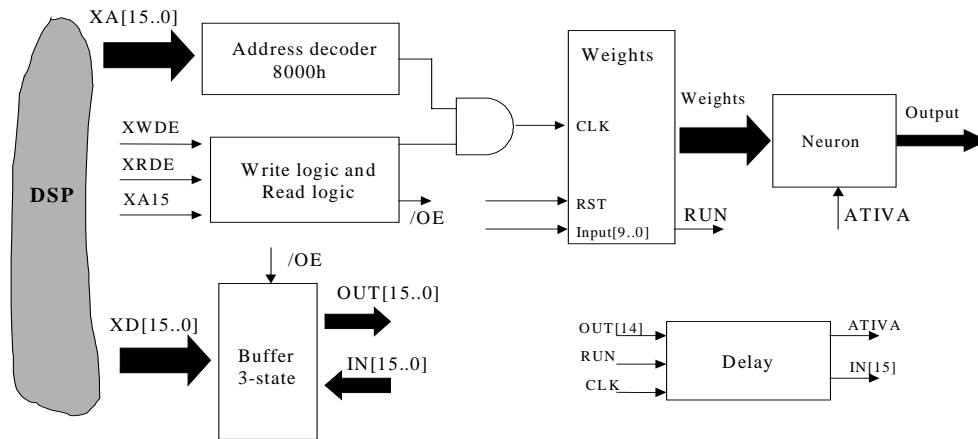 XA[15..0]
Address decoder
8000h
XWDE
XRDE
XA15
Write logic and
Read logic
/OE
DSP
Weights
CLK
RST
Input[9..0]
RUN
Weights
Neuron
Output
ATIVA
/OE
XD[15..0]
Buffer
3-state
OUT[15..0]
IN[15..0]
OUT[14]
RUN
CLK
Delay
ATIVA
IN[15]